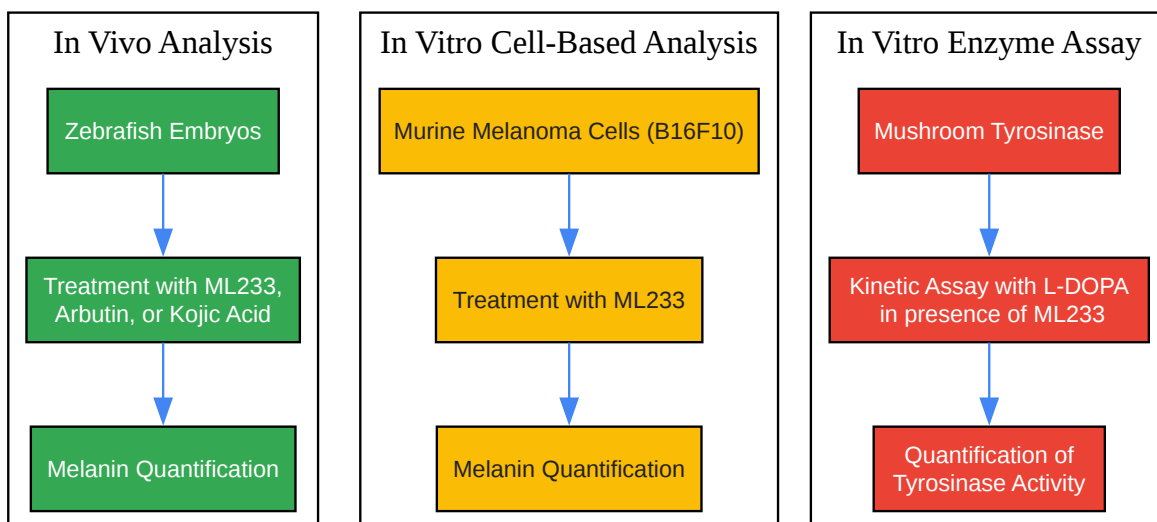 In Vivo Analysis
Zebrafish Embryos
Treatment with ML233,
Arbutin, or Kojic Acid
Melanin Quantification
In Vitro Cell-Based Analysis
Murine Melanoma Cells (B16F10)
Treatment with ML233
Melanin Quantification
In Vitro Enzyme Assay
Mushroom Tyrosinase
Kinetic Assay with L-DOPA
in presence of ML233
Quantification of
Tyrosinase Activity